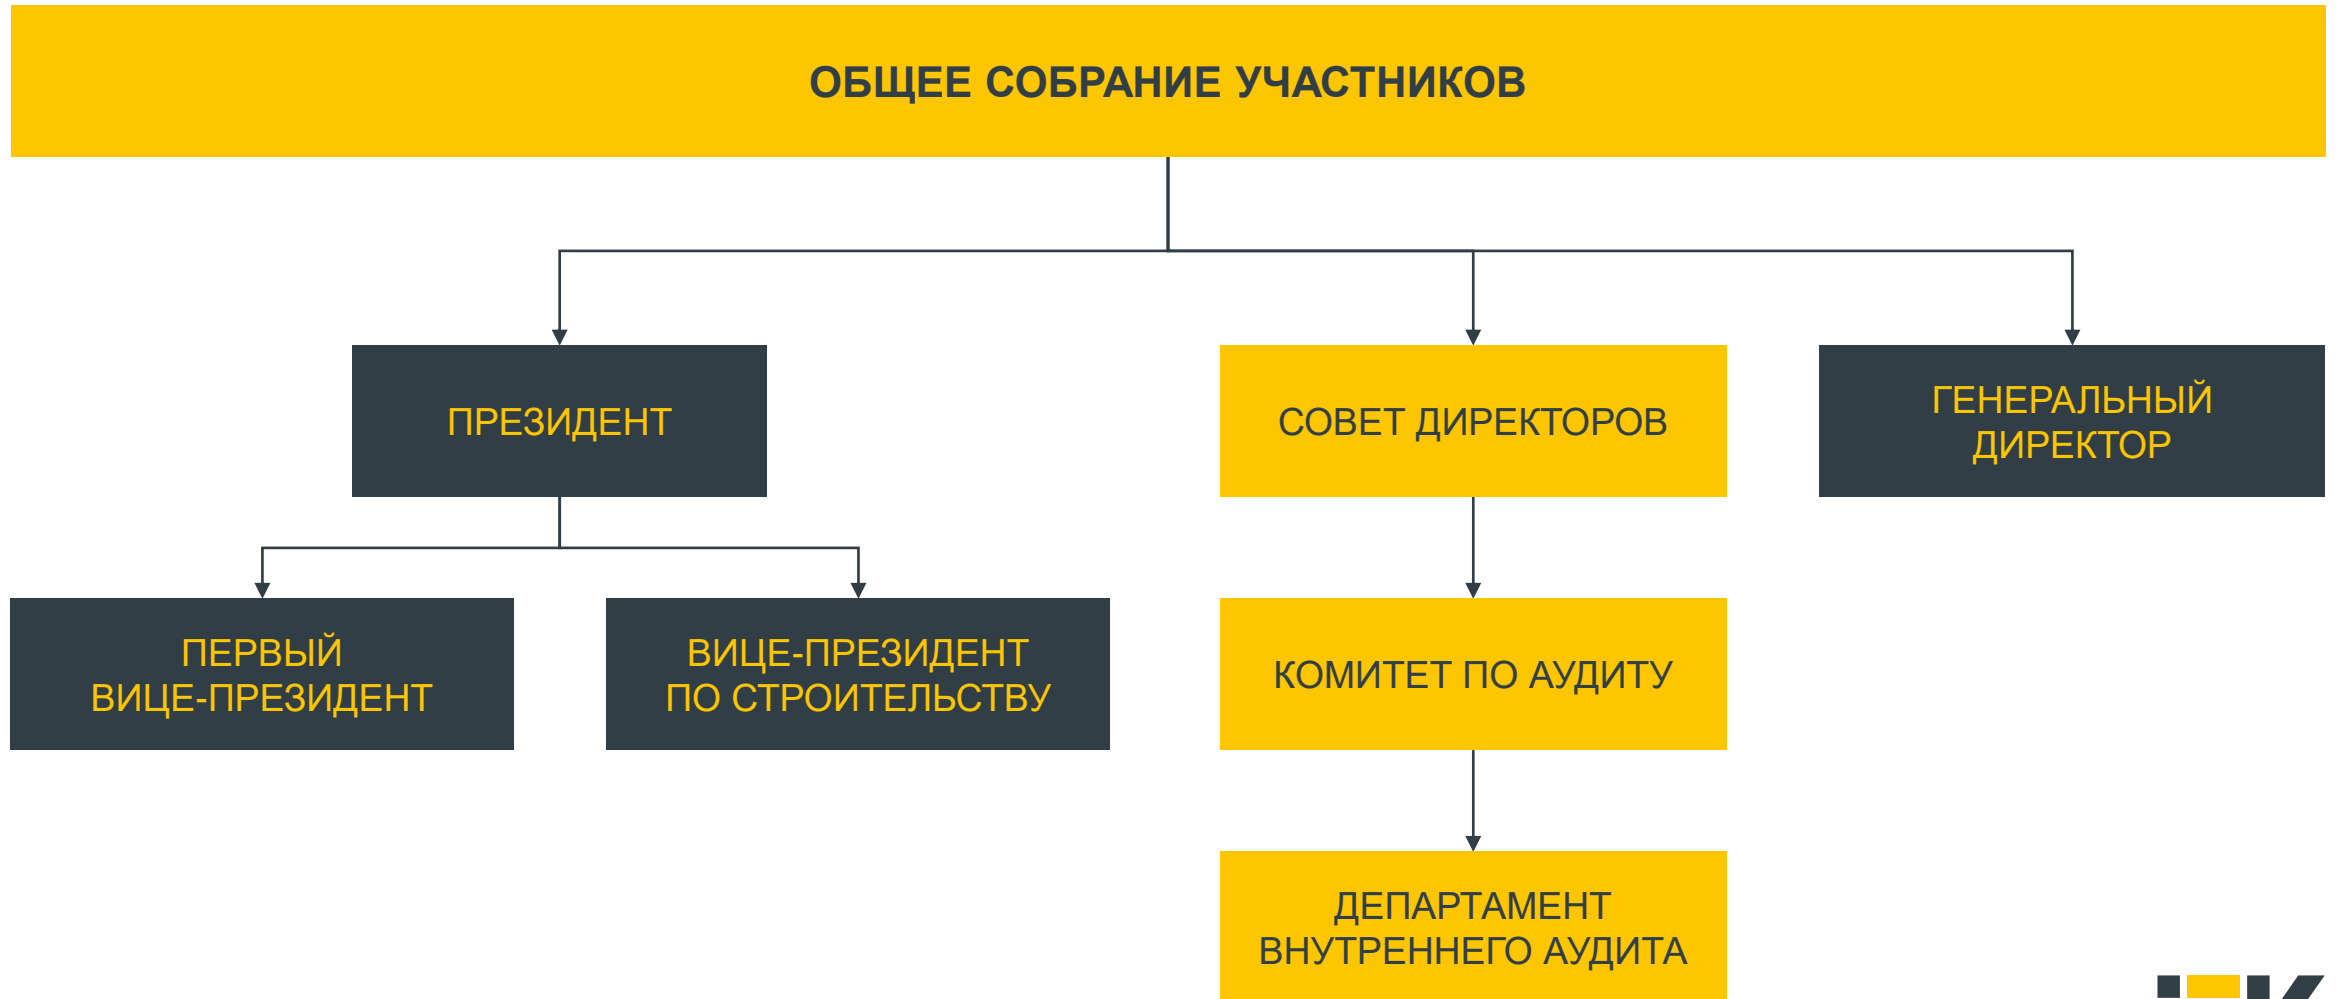 ОБЩЕЕ СОБРАНИЕ УЧАСТНИКОВ
ПРЕЗИДЕНТ
СОВЕТ ДИРЕКТОРОВ
ГЕНЕРАЛЬНЫЙ
ДИРЕКТОР
ПЕРВЫЙ
ВИЦЕ-ПРЕЗИДЕНТ
ВИЦЕ-ПРЕЗИДЕНТ
ПО СТРОИТЕЛЬСТВУ
КОМИТЕТ ПО АУДИТУ
ДЕПАРТАМЕНТ
ВНУТРЕННЕГО АУДИТА